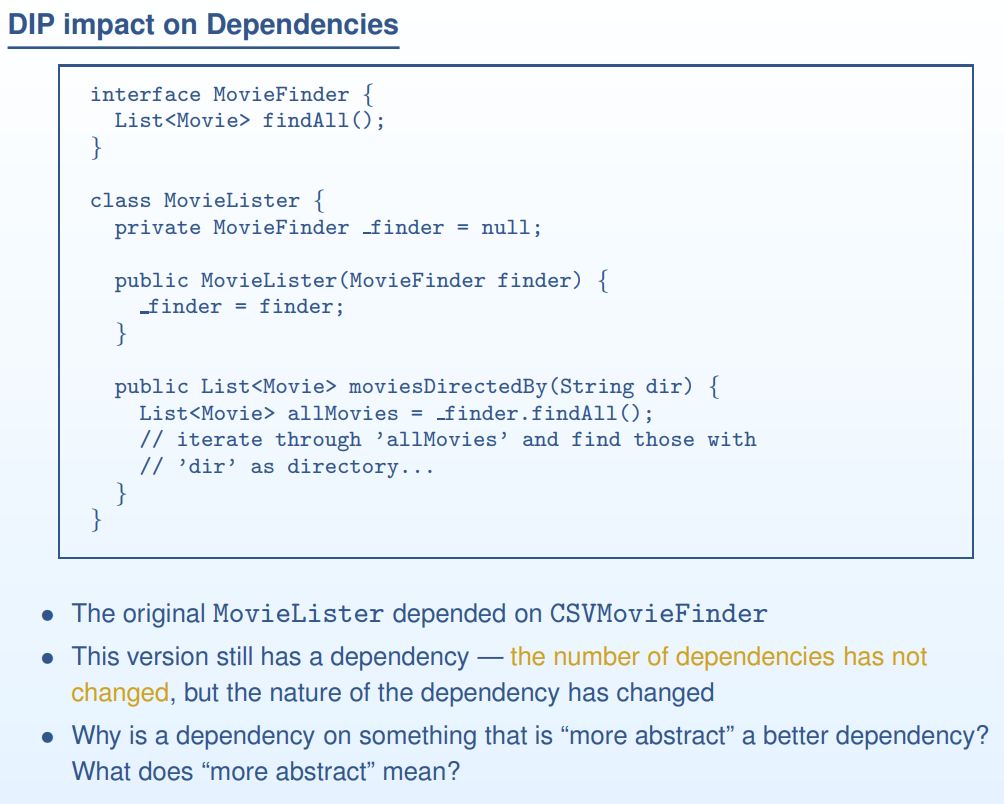 DIP impact on Dependencies
interface MovieFinder {
  List<Movie> findAll();
}
class MovieLister {
  private MovieFinder _finder = null;
  public MovieLister(MovieFinder finder) {
    _finder = finder;
  }
  public List<Movie> moviesDirectedBy(String dir) {
    List<Movie> allMovies = _finder.findAll();
    // iterate through ’allMovies’ and find those with
    // ’dir’ as directory...
  }
}
• The original MovieLister depended on CSVMovieFinder
• This version still has a dependency — the number of dependencies has not
changed, but the nature of the dependency has changed
• Why is a dependency on something that is “more abstract” a better dependency?
What does “more abstract” mean?